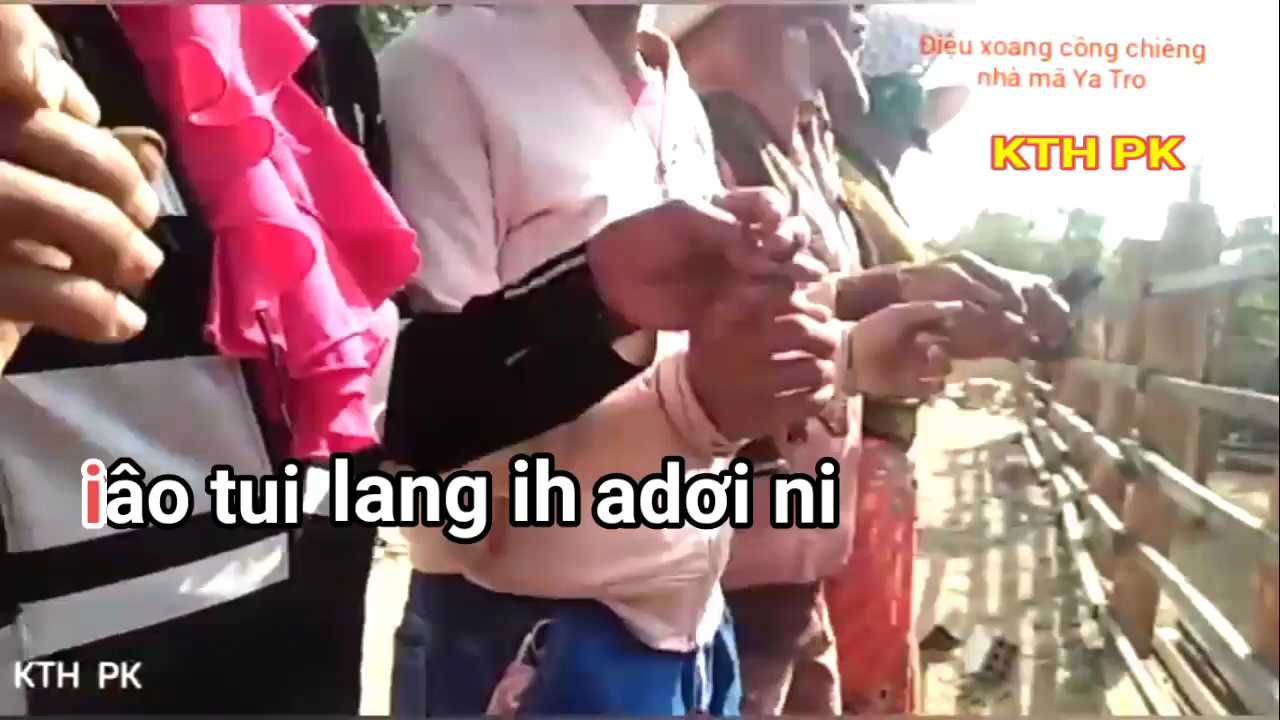 Điệu xoang cồng chiêng
nhà mã Ya Tro
KTH PK
iâo tui lang ih adơi ni
KTH PK